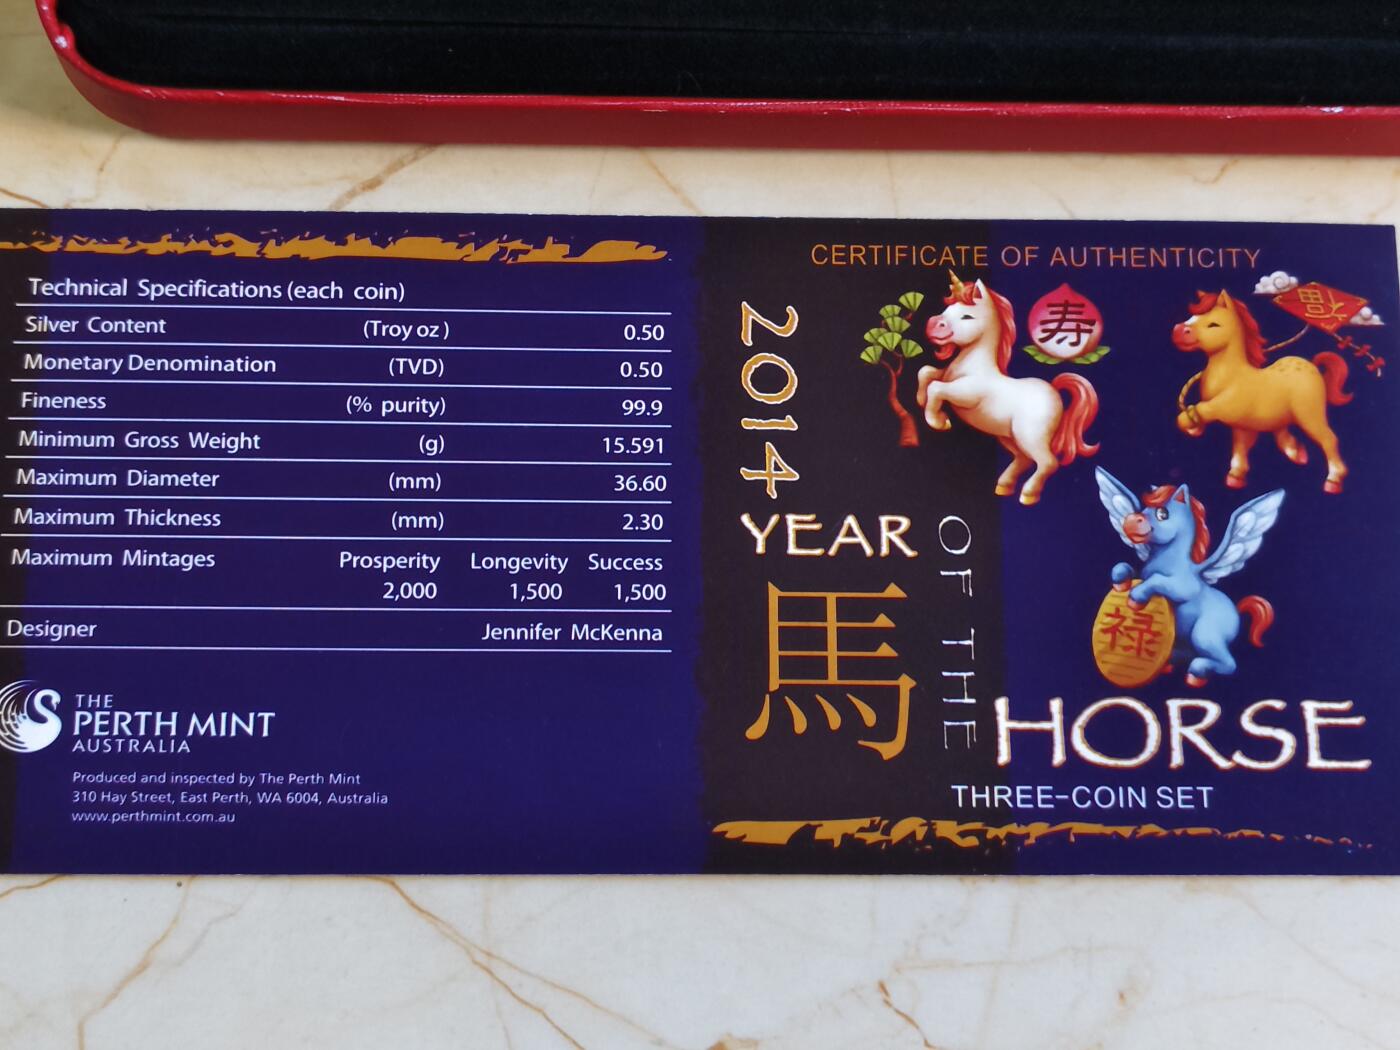 Technical Specifications (each coin)
Silver Content (Troy oz) 0.50
Monetary Denomination (TVD) 0.50
Fineness (% purity) 99.9
Minimum Gross Weight (g) 15.591
Maximum Diameter (mm) 36.60
Maximum Thickness (mm) 2.30
Maximum Mintages Prosperity Longevity Success
2,000 1,500 1,500
Designer Jennifer McKenna
THE
PERTH MINT
AUSTRALIA
Produced and inspected by The Perth Mint
310 Hay Street, East Perth, WA 6004, Australia
www.perthmint.com.au
CERTIFICATE OF AUTHENTICITY
寿
福
禄
2014
YEAR
馬
OF THE
HORSE
THREE-COIN SET